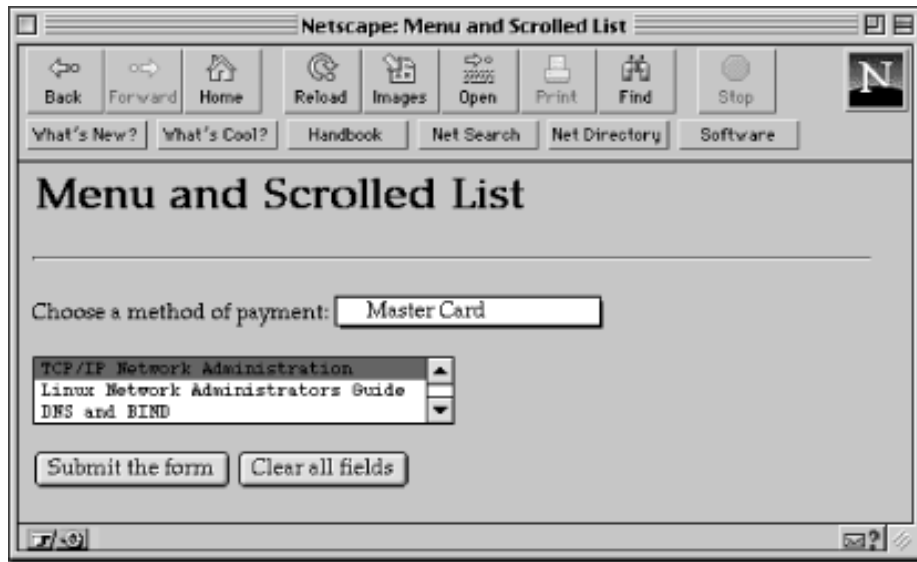 Netscape: Menu and Scrolled List
Back Forward Home Reload Images Open Print Find Stop N
What's New? What's Cool? Handbook Net Search Net Directory Software
Menu and Scrolled List
Choose a method of payment: Master Card
TCP/IP Network Administration
Linux Network Administrators Guide
DNS and BIND
Submit the form Clear all fields
?